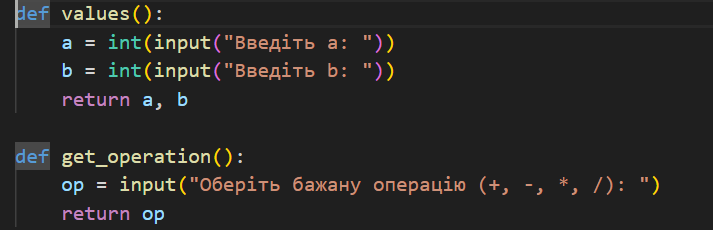 def values():
    a = int(input("Введіть a: "))
    b = int(input("Введіть b: "))
    return a, b

def get_operation():
    op = input("Оберіть бажану операцію (+, -, *, /): ")
    return op